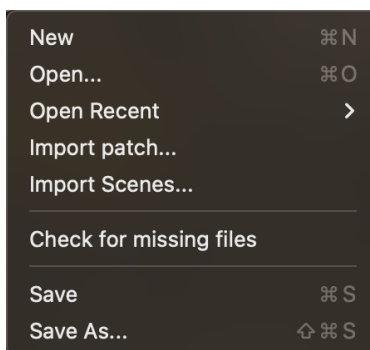 New ⌘N
Open... ⌘O
Open Recent >
Import patch...
Import Scenes...
Check for missing files
Save ⌘S
Save As... ⇧⌘S